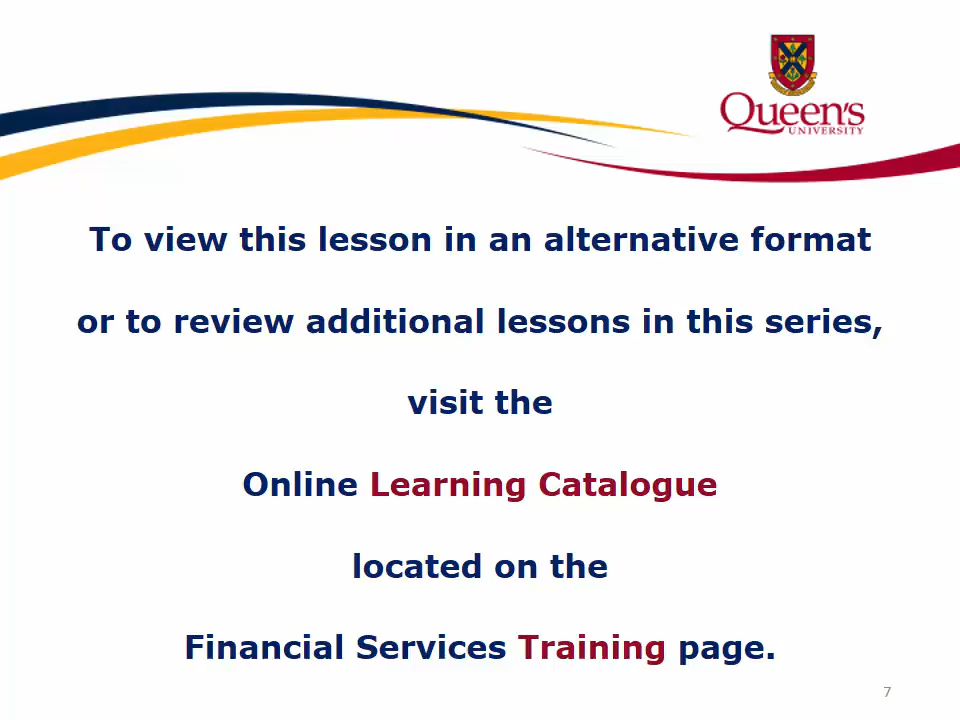 Queen's
UNIVERSITY
To view this lesson in an alternative format
or to review additional lessons in this series,
visit the
Online Learning Catalogue
located on the
Financial Services Training page.
7